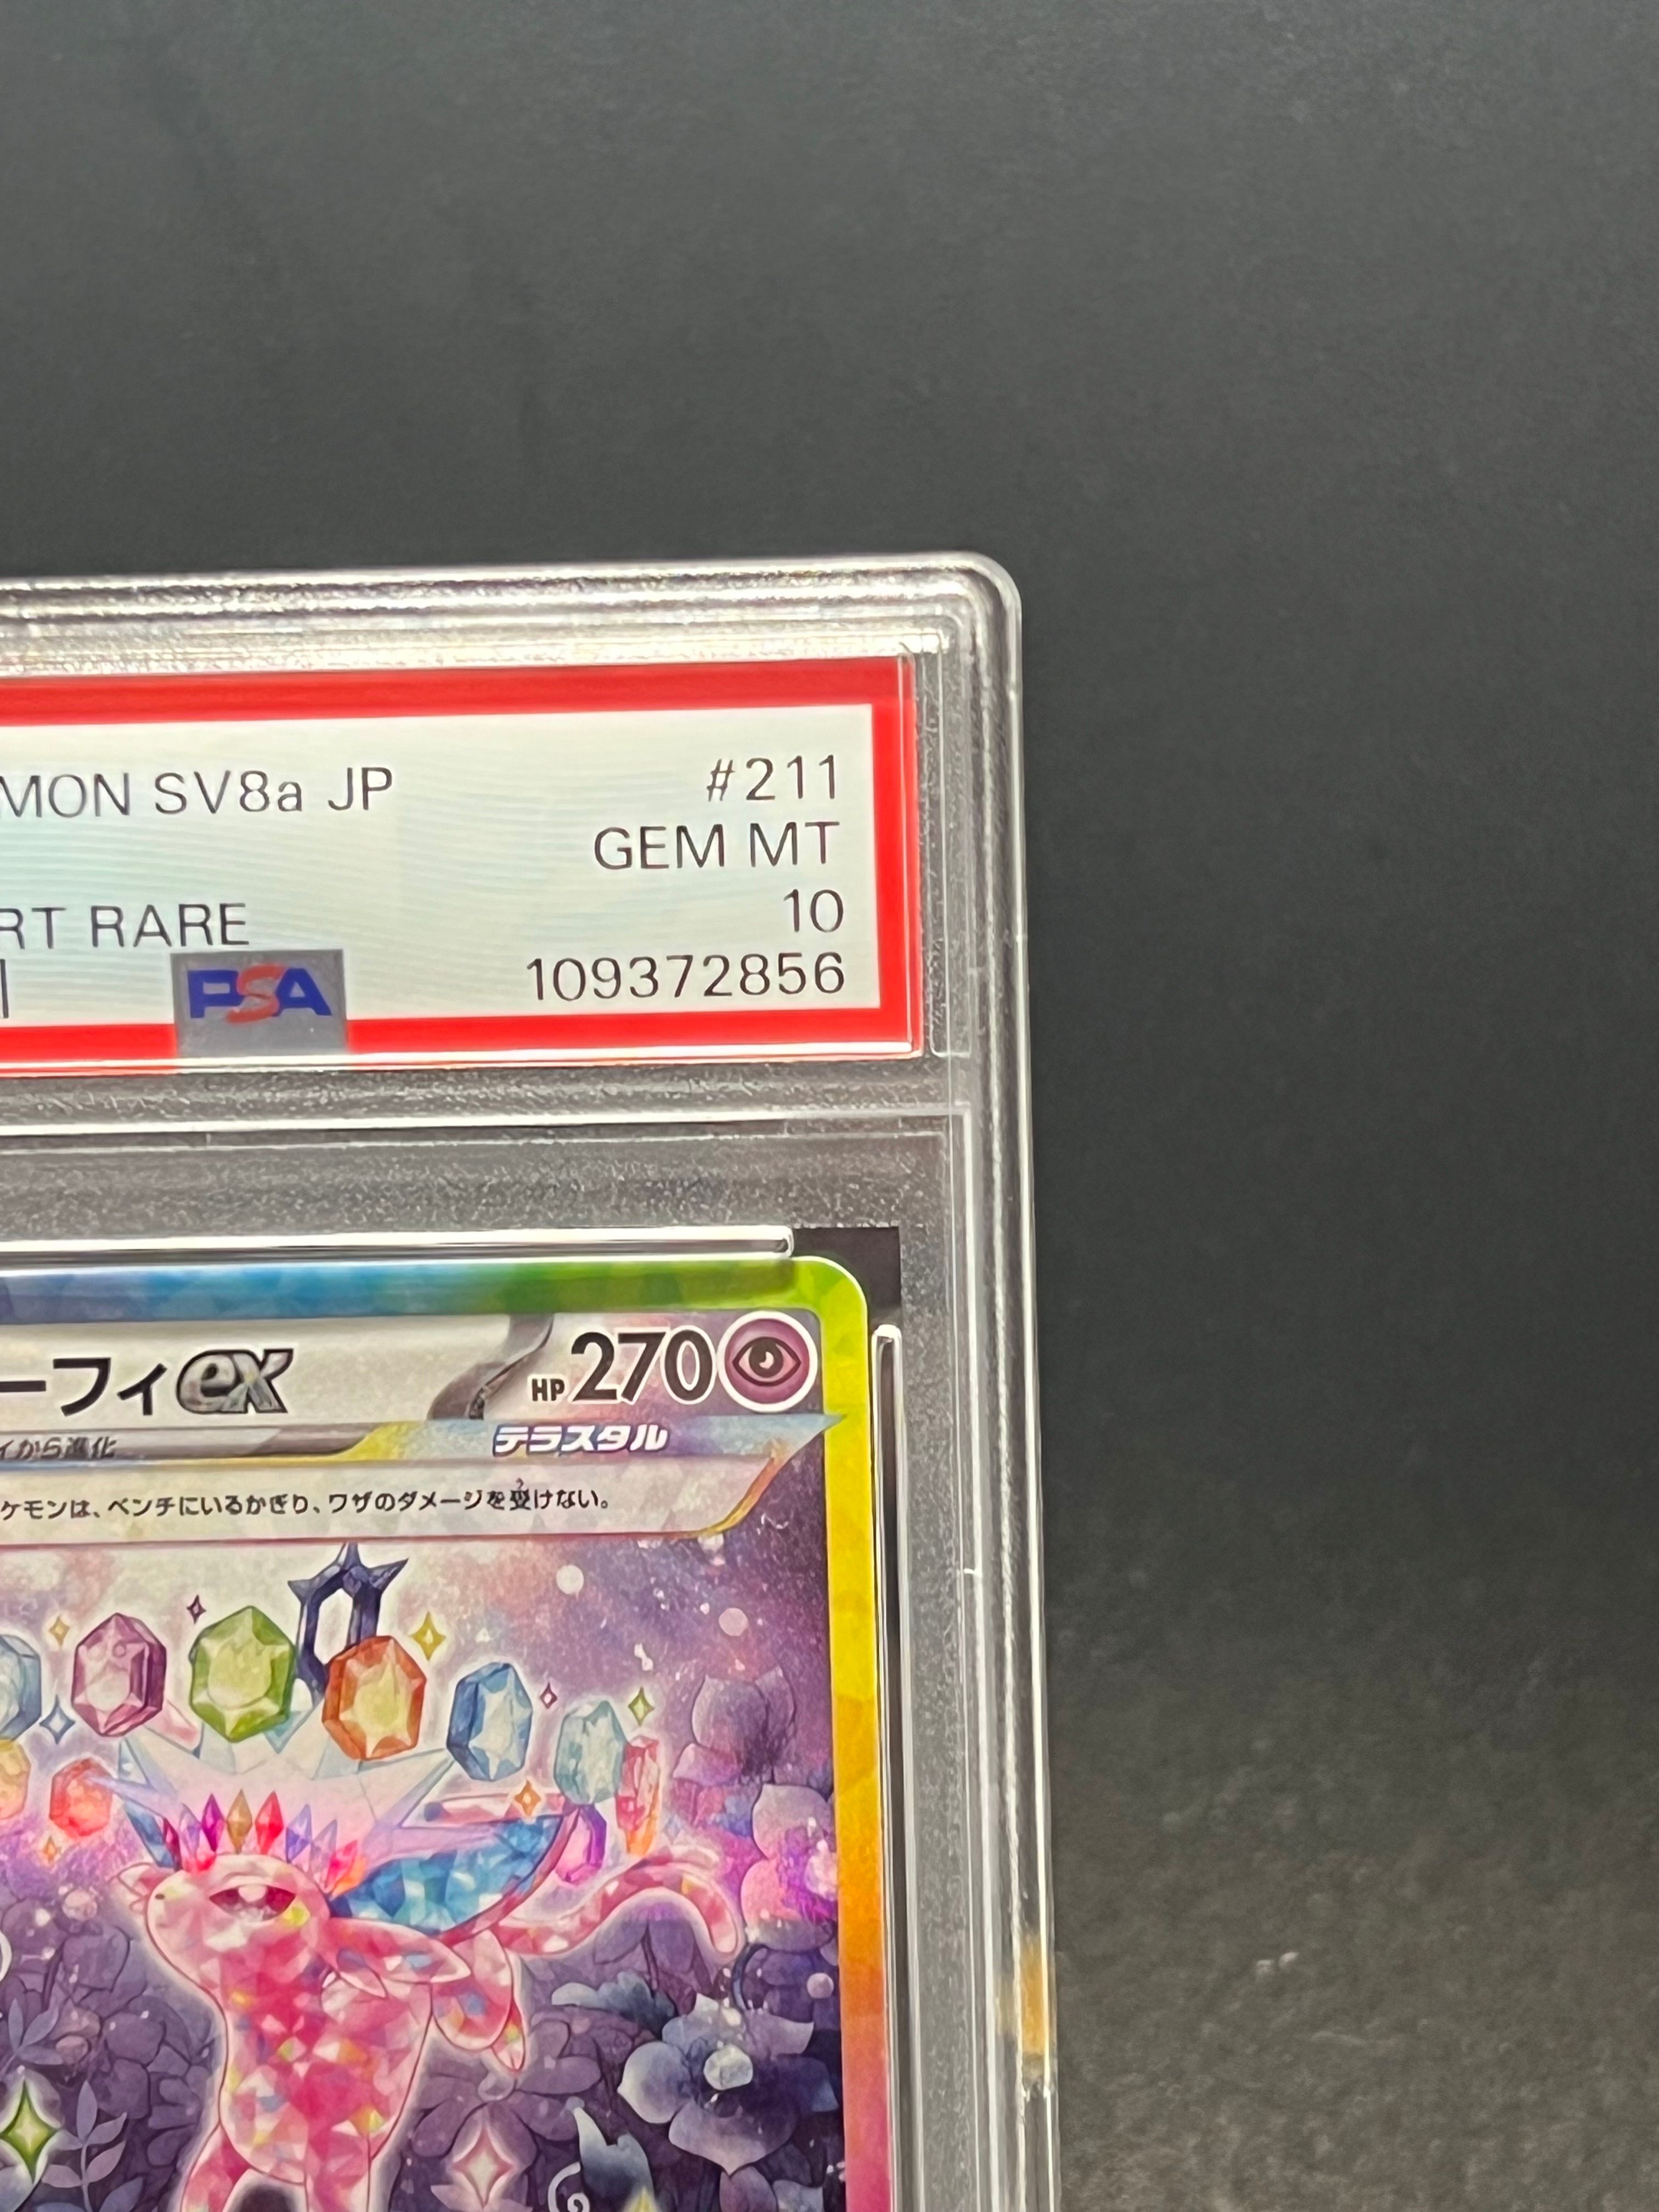 MON SV8a JP #211
GEM MT
RT RARE 10
PSA 109372856
ーフィex HP270
イから進化 テラスタル
ケモンは、ベンチにいるかぎり、ワザのダメージを受けない。